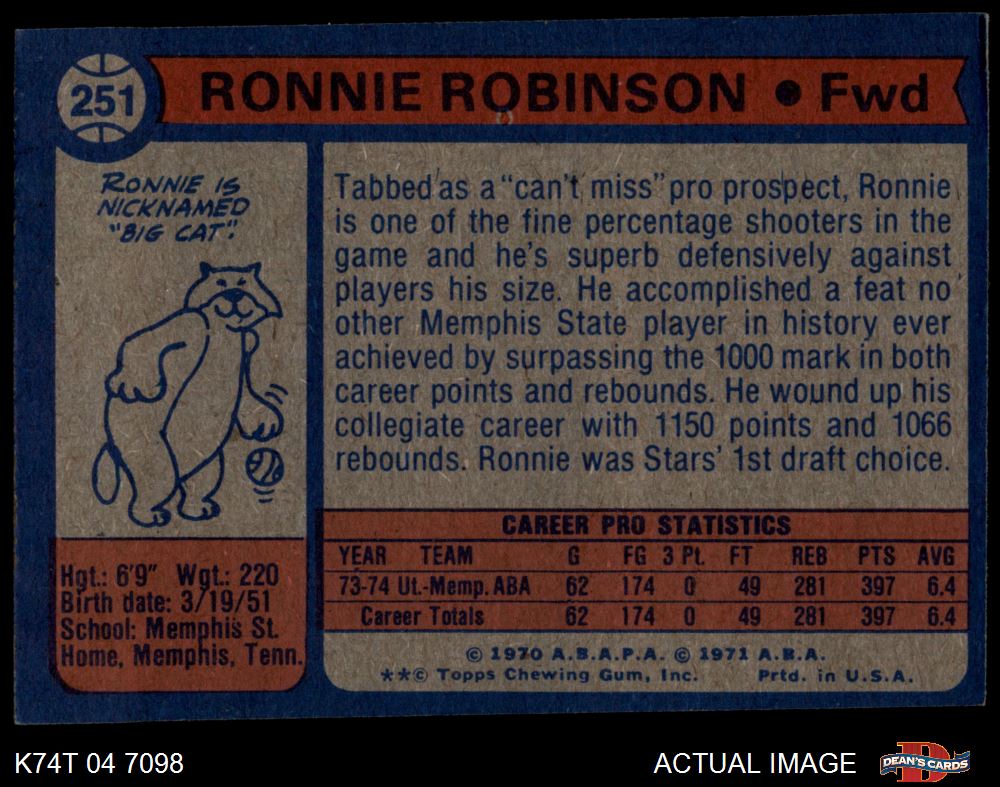 251
RONNIE ROBINSON • Fwd
RONNIE IS
NICKNAMED
"BIG CAT".
Tabbed as a "can't miss" pro prospect, Ronnie
is one of the fine percentage shooters in the
game and he's superb defensively against
players his size. He accomplished a feat no
other Memphis State player in history ever
achieved by surpassing the 1000 mark in both
career points and rebounds. He wound up his
collegiate career with 1150 points and 1066
rebounds. Ronnie was Stars' 1st draft choice.
Hgt.: 6'9" Wgt.: 220
Birth date: 3/19/51
School: Memphis St.
Home, Memphis, Tenn.
CAREER PRO STATISTICS
YEAR TEAM G FG 3 Pt. FT REB PTS AVG
73-74 Ut.-Memp. ABA 62 174 0 49 281 397 6.4
Career Totals 62 174 0 49 281 397 6.4
© 1970 A.B.A.P.A. © 1971 A.B.A.
**© Topps Chewing Gum, Inc. Prtd. in U.S.A.
K74T 04 7098
ACTUAL IMAGE
D
DEAN'S CARDS